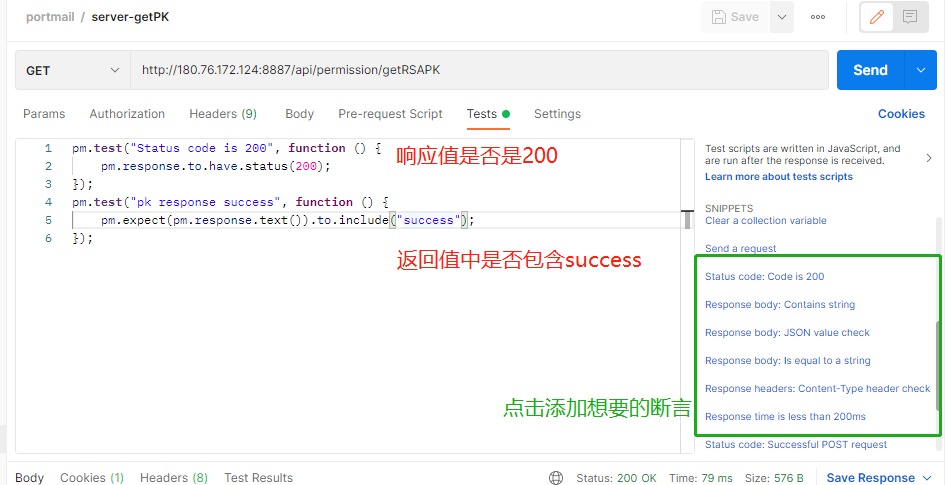 portmail / server-getPK
Save
GET
http://180.76.172.124:8887/api/permission/getRSAPK
Send
Params
Authorization
Headers (9)
Body
Pre-request Script
Tests
Settings
Cookies
1 pm.test("Status code is 200", function () {
2 pm.response.to.have.status(200);
3 });
4 pm.test("pk response success", function () {
5 pm.expect(pm.response.text()).to.include("success");
6 });
响应值是否是200
返回值中是否包含success
点击添加想要的断言
Test scripts are written in JavaScript, and
are run after the response is received.
Learn more about tests scripts
SNIPPETS
Clear a collection variable
Send a request
Status code: Code is 200
Response body: Contains string
Response body: JSON value check
Response body: Is equal to a string
Response headers: Content-Type header check
Response time is less than 200ms
Status code: Successful POST request
Body
Cookies (1)
Headers (8)
Test Results
Status: 200 OK
Time: 79 ms
Size: 576 B
Save Response